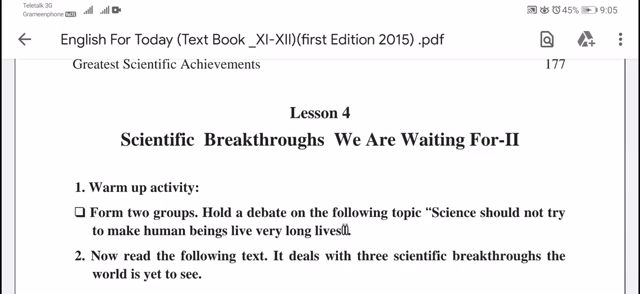 Teletalk 3G
Grameenphone VoLTE
45% 9:05
English For Today (Text Book _XI-XII)(first Edition 2015) .pdf
Greatest Scientific Achievements 177
Lesson 4
Scientific Breakthroughs We Are Waiting For-II
1. Warm up activity:
❑ Form two groups. Hold a debate on the following topic “Science should not try
to make human beings live very long lives
2. Now read the following text. It deals with three scientific breakthroughs the
world is yet to see.